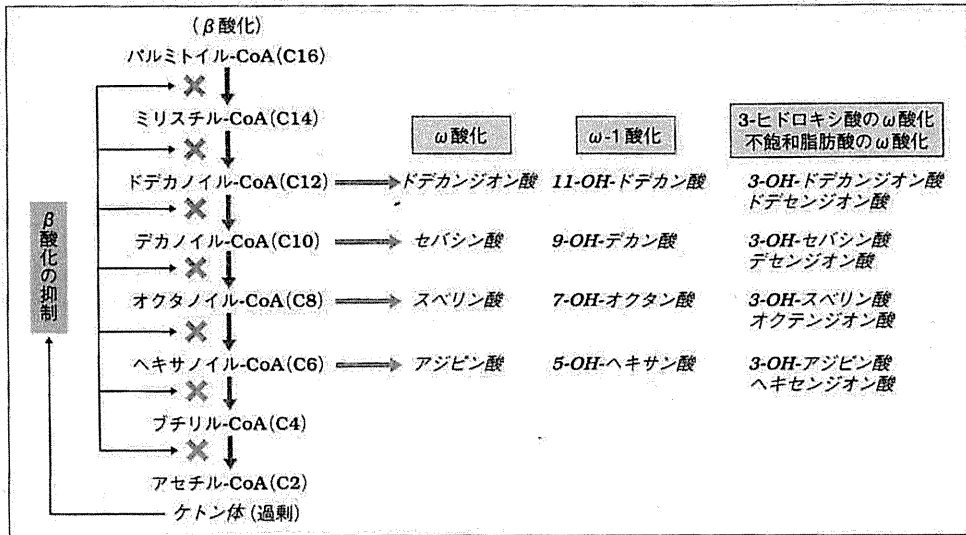 (β酸化)
パルミトイル-CoA(C16)
ミリスチル-CoA(C14)
ω酸化
ω-1酸化
3-ヒドロキシ酸のω酸化
不飽和脂肪酸のω酸化
ドデカノイル-CoA(C12)
ドデカンジオン酸
11-OH-ドデカン酸
3-OH-ドデカンジオン酸
ドデセンジオン酸
β酸化の抑制
デカノイル-CoA(C10)
セバシン酸
9-OH-デカン酸
3-OH-セバシン酸
デセンジオン酸
オクタノイル-CoA(C8)
スベリン酸
7-OH-オクタン酸
3-OH-スベリン酸
オクテンジオン酸
ヘキサノイル-CoA(C6)
アジピン酸
5-OH-ヘキサン酸
3-OH-アジピン酸
ヘキセンジオン酸
ブチリル-CoA(C4)
アセチル-CoA(C2)
ケトン体(過剰)